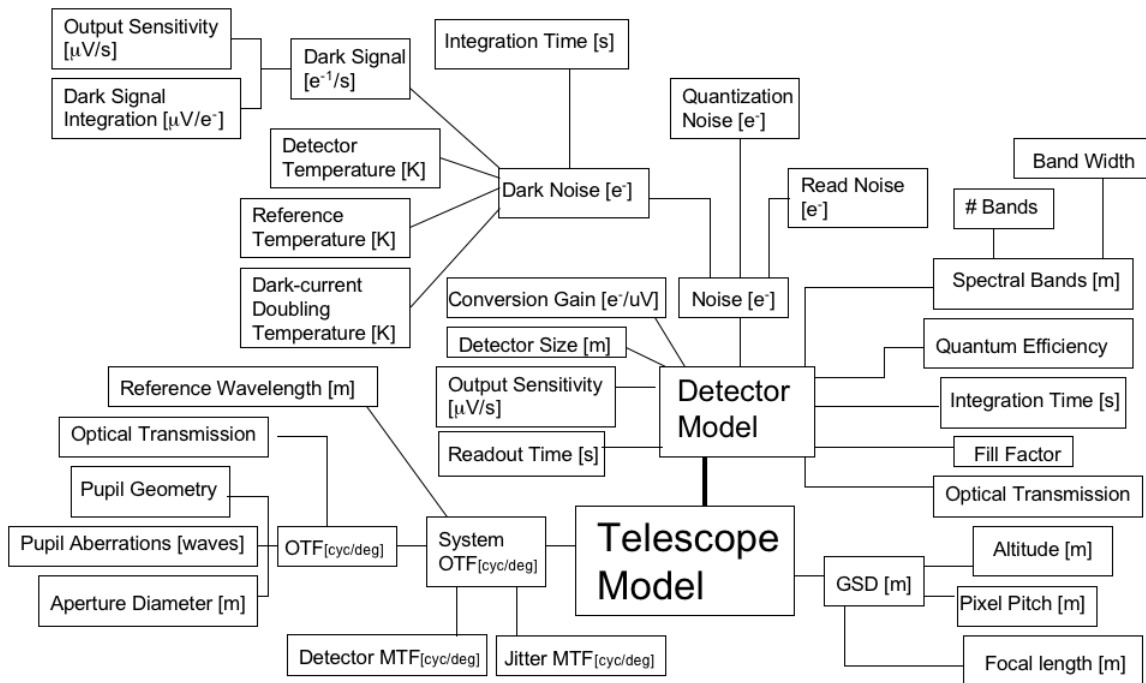 Output Sensitivity
[μV/s]
Dark Signal
[e⁻¹/s]
Integration Time [s]
Dark Signal
Integration [μV/e⁻]
Quantization
Noise [e⁻]
Detector
Temperature [K]
Band Width
Dark Noise [e⁻]
Read Noise
[e⁻]
# Bands
Reference
Temperature [K]
Dark-current
Doubling
Temperature [K]
Conversion Gain [e⁻/uV]
Noise [e⁻]
Spectral Bands [m]
Detector Size [m]
Quantum Efficiency
Reference Wavelength [m]
Output Sensitivity
[μV/s]
Detector
Model
Integration Time [s]
Optical Transmission
Readout Time [s]
Fill Factor
Pupil Geometry
Optical Transmission
Pupil Aberrations [waves]
OTF[cyc/deg]
System
OTF[cyc/deg]
Telescope
Model
Altitude [m]
GSD [m]
Aperture Diameter [m]
Pixel Pitch [m]
Detector MTF[cyc/deg]
Jitter MTF[cyc/deg]
Focal length [m]